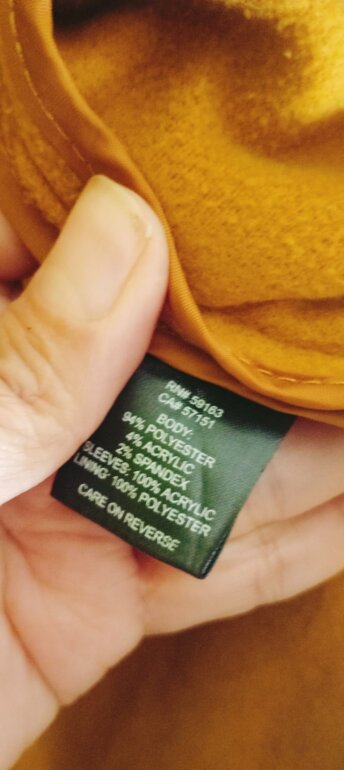 RN# 59163
CA# 57151
BODY:
94% POLYESTER
4% ACRYLIC
2% SPANDEX
SLEEVES: 100% ACRYLIC
LINING: 100% POLYESTER
CARE ON REVERSE